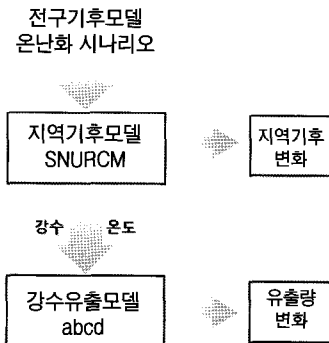 전구기후모델
온난화 시나리오
지역기후모델
SNURCM
지역기후
변화
강수 온도
강수유출모델
abcd
유출량
변화